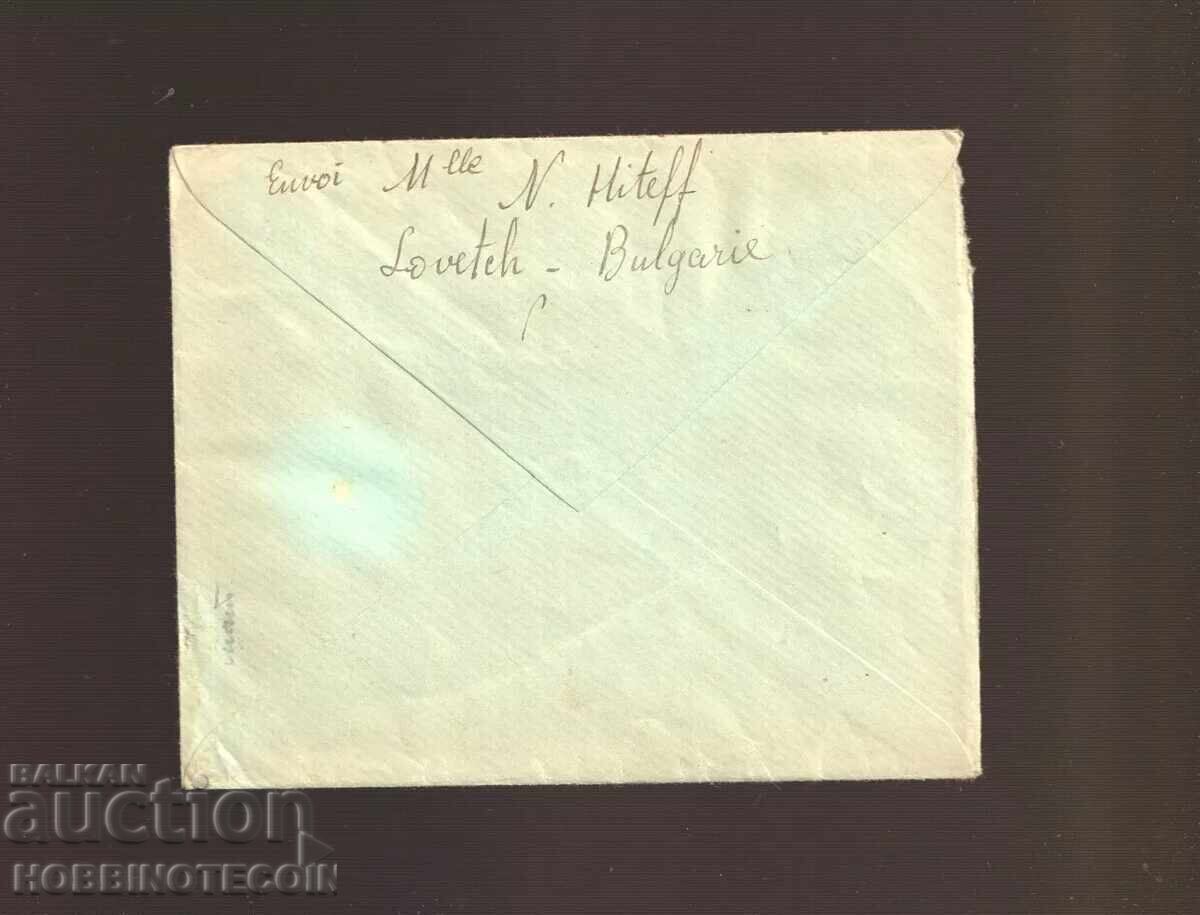 Envoi Mlle
N. Hiteff
Lovetch - Bulgarie
BALKAN
auction
HOBBINOTECOIN